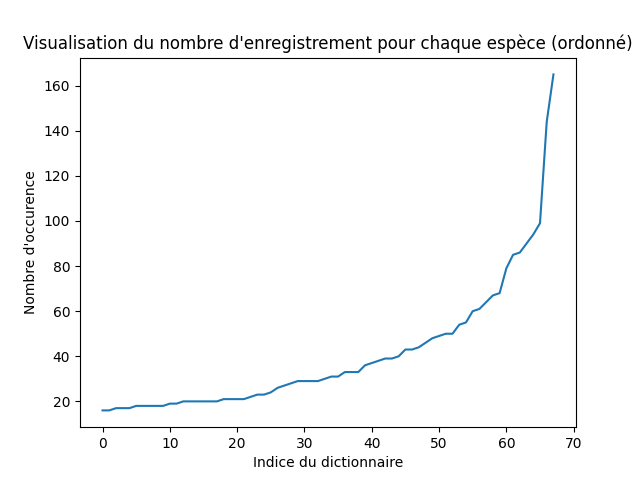 Visualisation du nombre d'enregistrement pour chaque espèce (ordonné)
160
140
120
100
80
60
40
20
Nombre d'occurence
0 10 20 30 40 50 60 70
Indice du dictionnaire